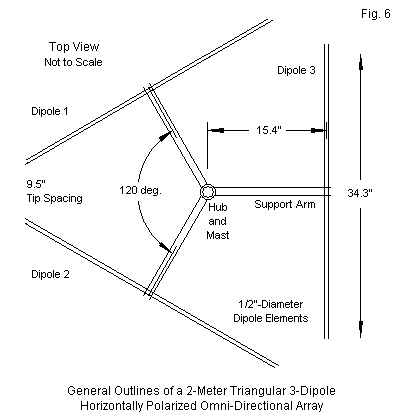 Fig. 6
Top View
Not to Scale
Dipole 3
Dipole 1
15.4"
9.5"
Tip Spacing
120 deg.
34.3"
Hub
and
Mast
Support Arm
Dipole 2
1/2"-Diameter
Dipole Elements
General Outlines of a 2-Meter Triangular 3-Dipole
Horizontally Polarized Omni-Directional Array